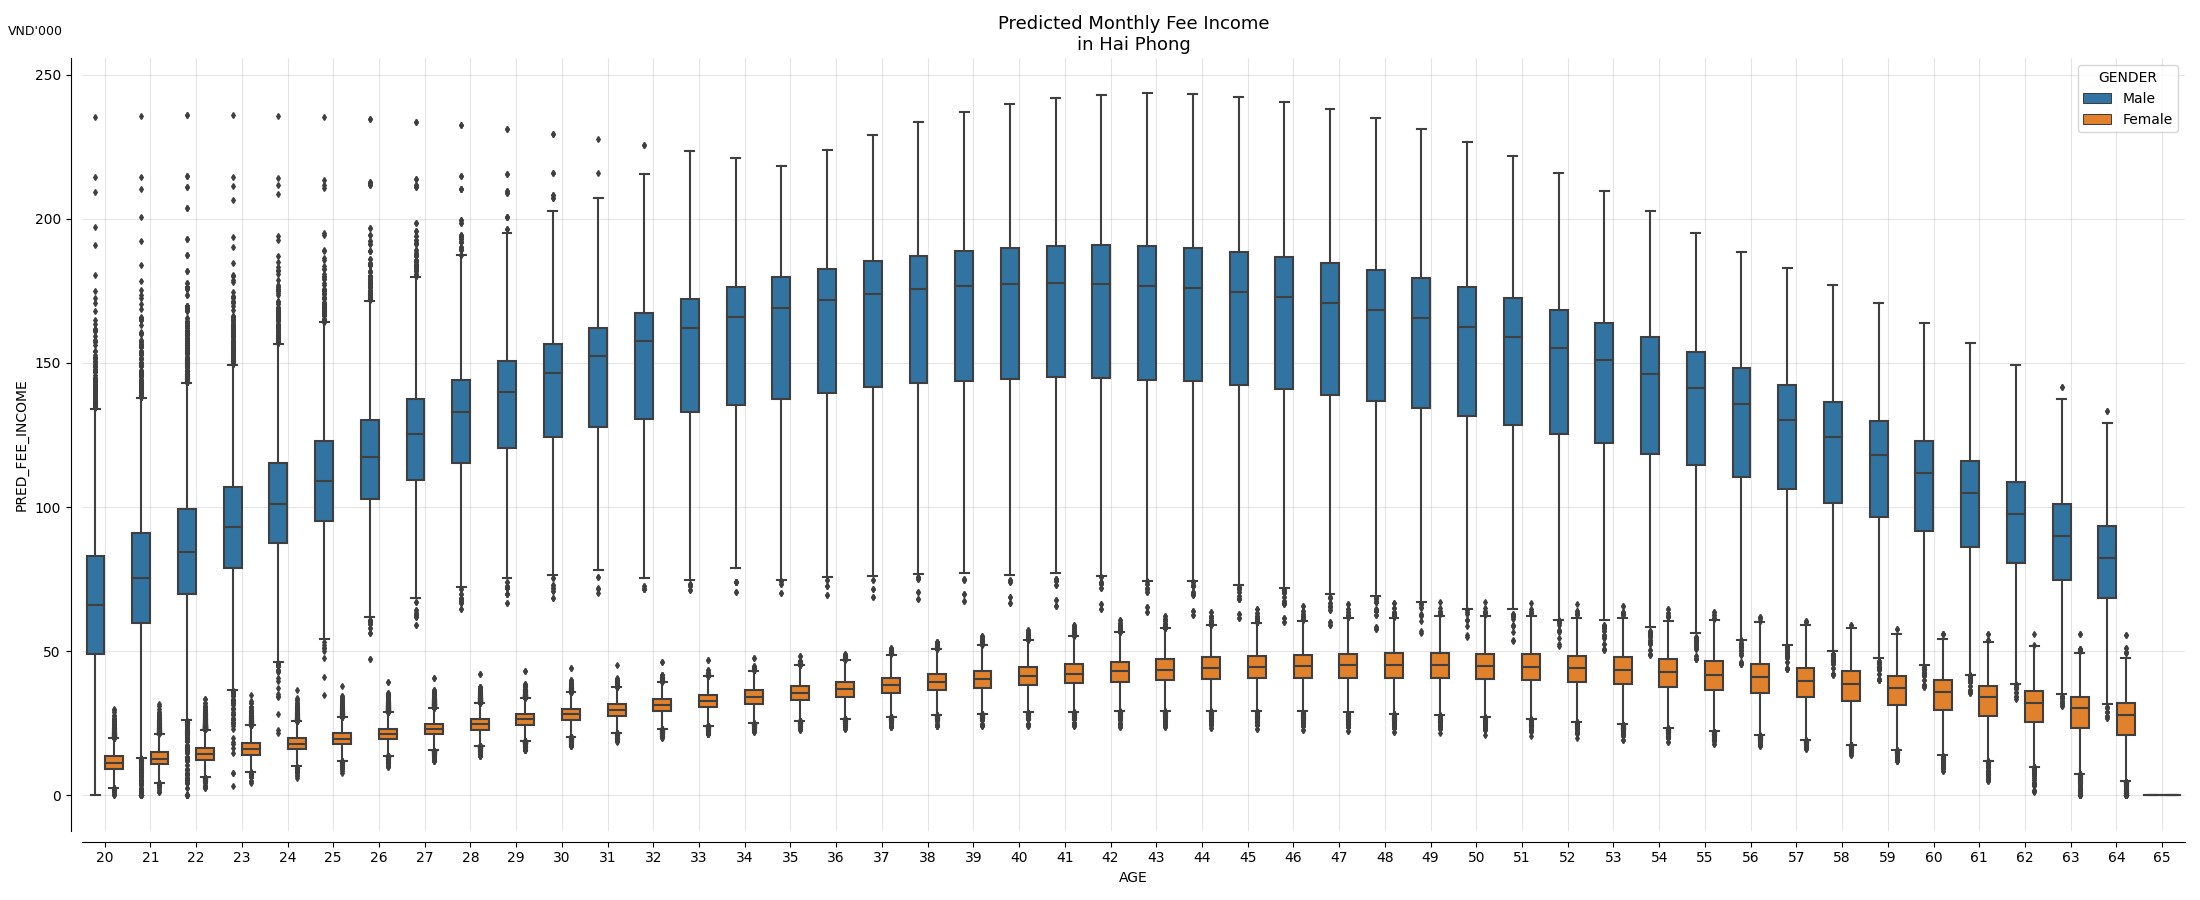 VND'000
Predicted Monthly Fee Income
in Hai Phong
GENDER
Male
Female
PRED_FEE_INCOME
250
200
150
100
50
0
20 21 22 23 24 25 26 27 28 29 30 31 32 33 34 35 36 37 38 39 40 41 42 43 44 45 46 47 48 49 50 51 52 53 54 55 56 57 58 59 60 61 62 63 64 65
AGE